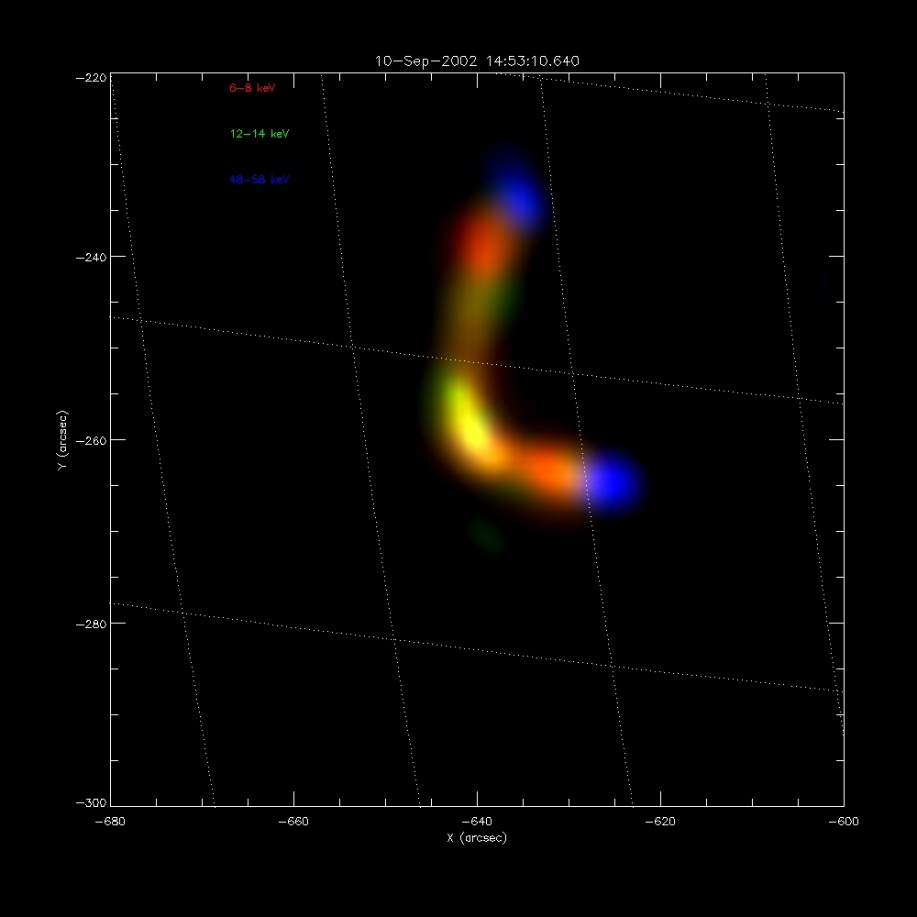 10-Sep-2002 14:53:10.640
6-8 keV
12-14 keV
48-58 keV
-220
-240
-260
-280
-300
Y (arcsec)
-680
-660
-640
-620
-600
X (arcsec)